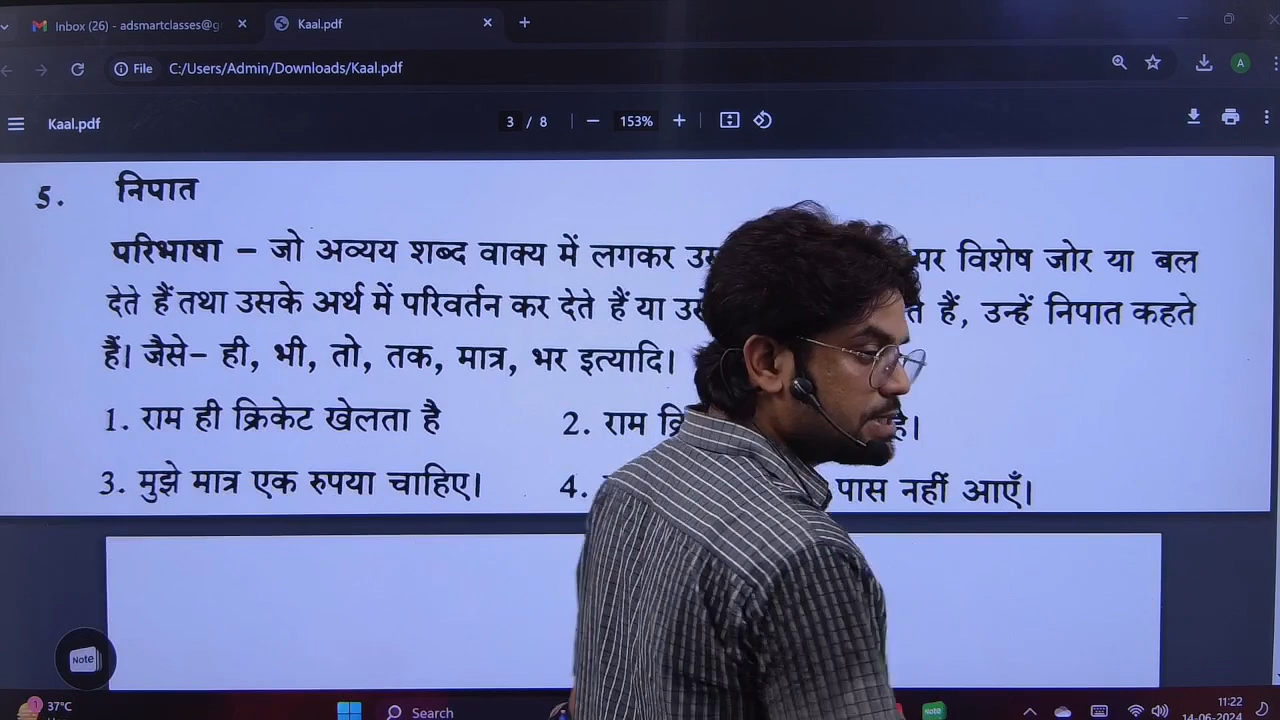 Inbox (26) - adsmartclasses@g
Kaal.pdf
File C:/Users/Admin/Downloads/Kaal.pdf
A
Kaal.pdf
3 / 8
153%
5. निपात
परिभाषा – जो अव्यय शब्द वाक्य में लगकर पर विशेष जोर या बल
देते हैं तथा उसके अर्थ में परिवर्तन कर देते हैं या हैं, उन्हें निपात कहते
हैं। जैसे- ही, भी, तो, तक, मात्र, भर इत्यादि।
1. राम ही क्रिकेट खेलता है
2. राम है।
3. मुझे मात्र एक रुपया चाहिए।
4. पास नहीं आएँ।
Note
1
37°C
Search
Note
11:22
14-06-2024